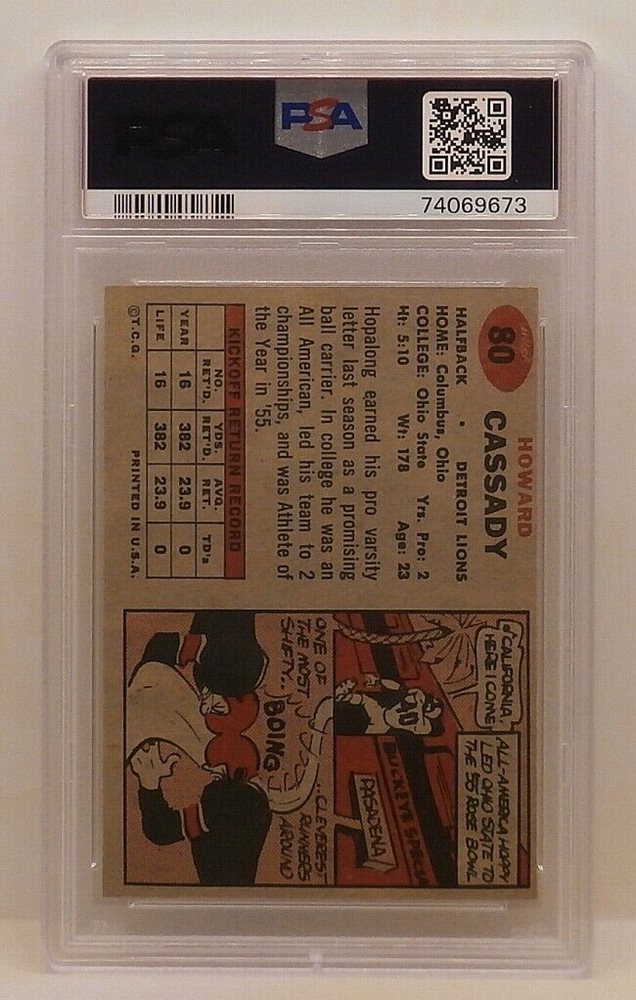 PSA
74069673
80
HOWARD
CASSADY
HALFBACK • DETROIT LIONS
HOME: Columbus, Ohio
COLLEGE: Ohio State Yrs. Pro: 2
Ht: 5:10 Wt: 178 Age: 23
Hopalong earned his pro varsity
letter last season as a promising
ball carrier. In college he was an
All American, led his team to 2
championships, and was Athlete of
the Year in '55.
KICKOFF RETURN RECORD
NO. RET'D. YDS. RET'D. AVG. RET. TD's
YEAR 16 382 23.9 0
LIFE 16 382 23.9 0
©T.C.G. PRINTED IN U.S.A.
"CALIFORNIA,
HERE I COME
ALL-AMERICA HOPPY
LED OHIO STATE TO
THE '55 ROSE BOWL
40
BUCKEYE SPECIAL
PASADENA
ONE OF
THE MOST
SHIFTY..
BOING
...CLEVEREST
RUNNERS
AROUND